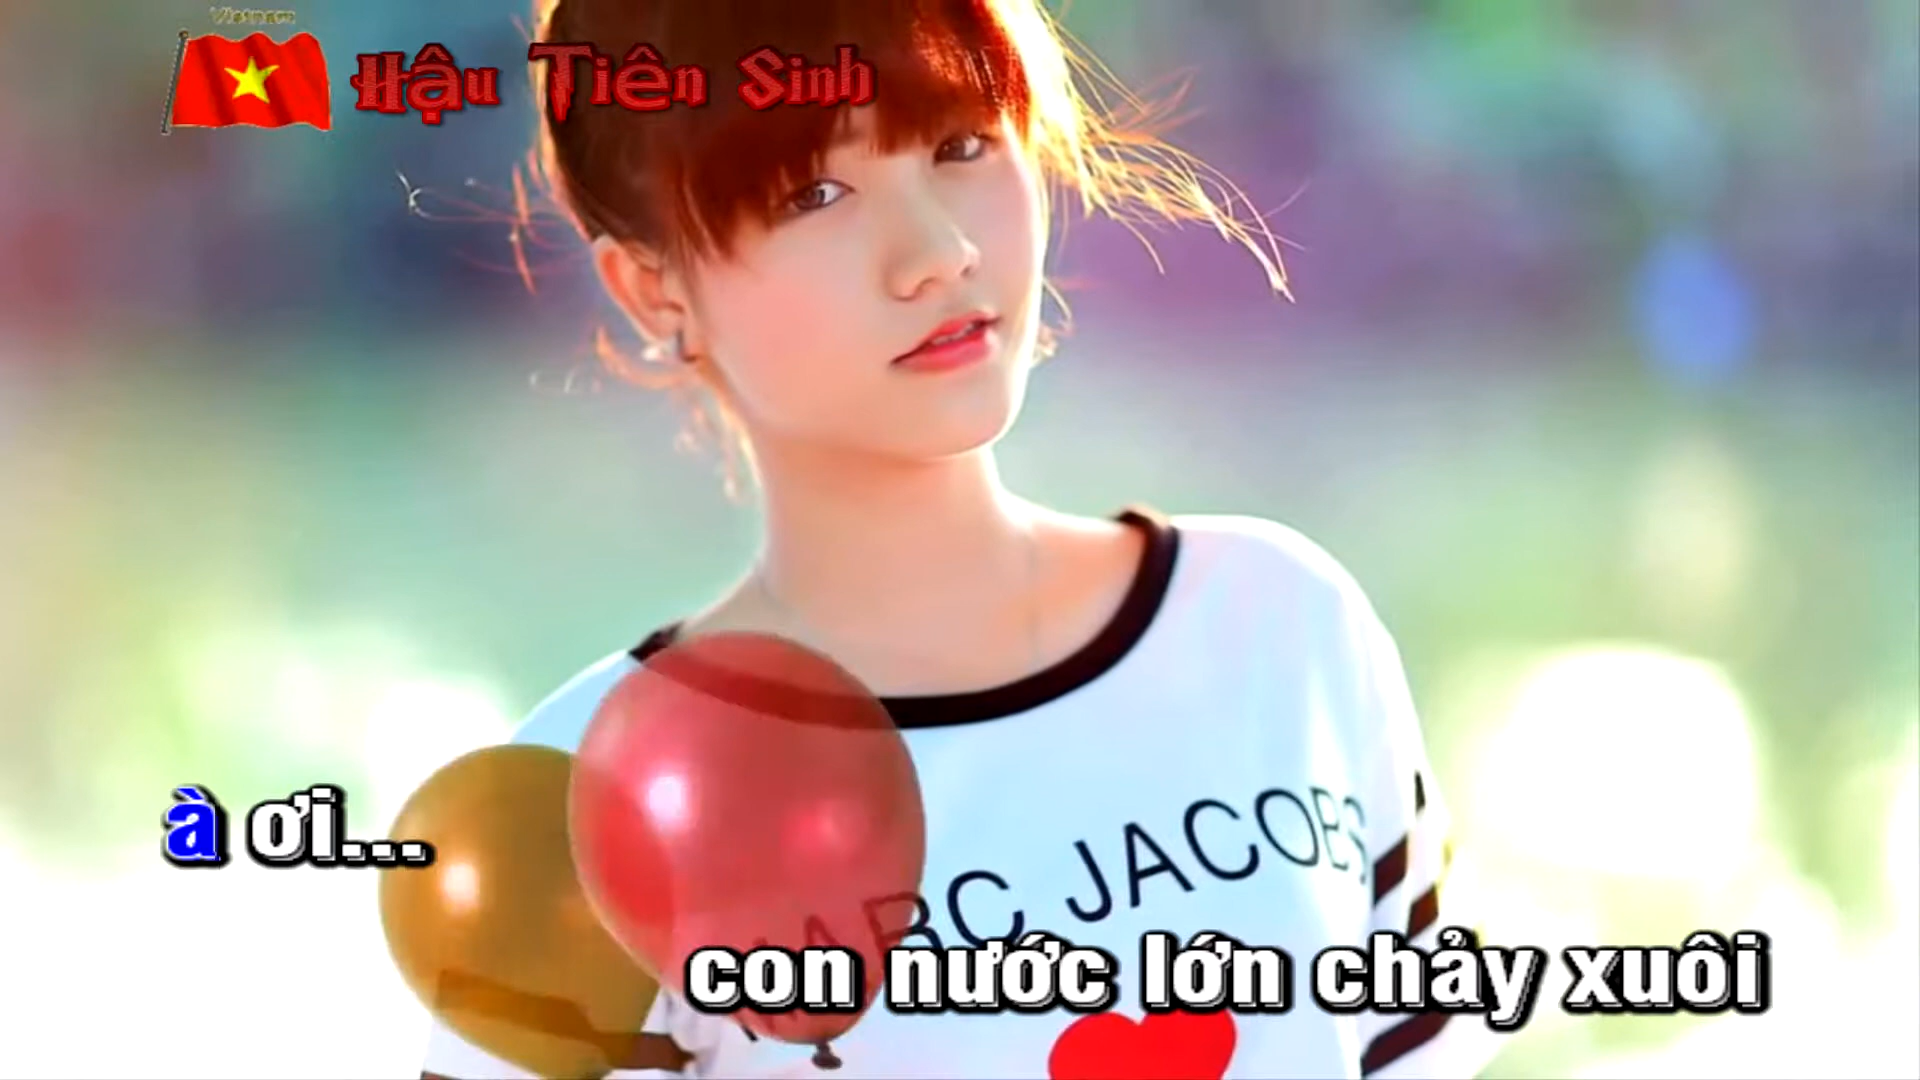 Vietnam
Hậu Tiên Sinh
MARC JACOBS
à ơi...
con nước lớn chảy xuôi